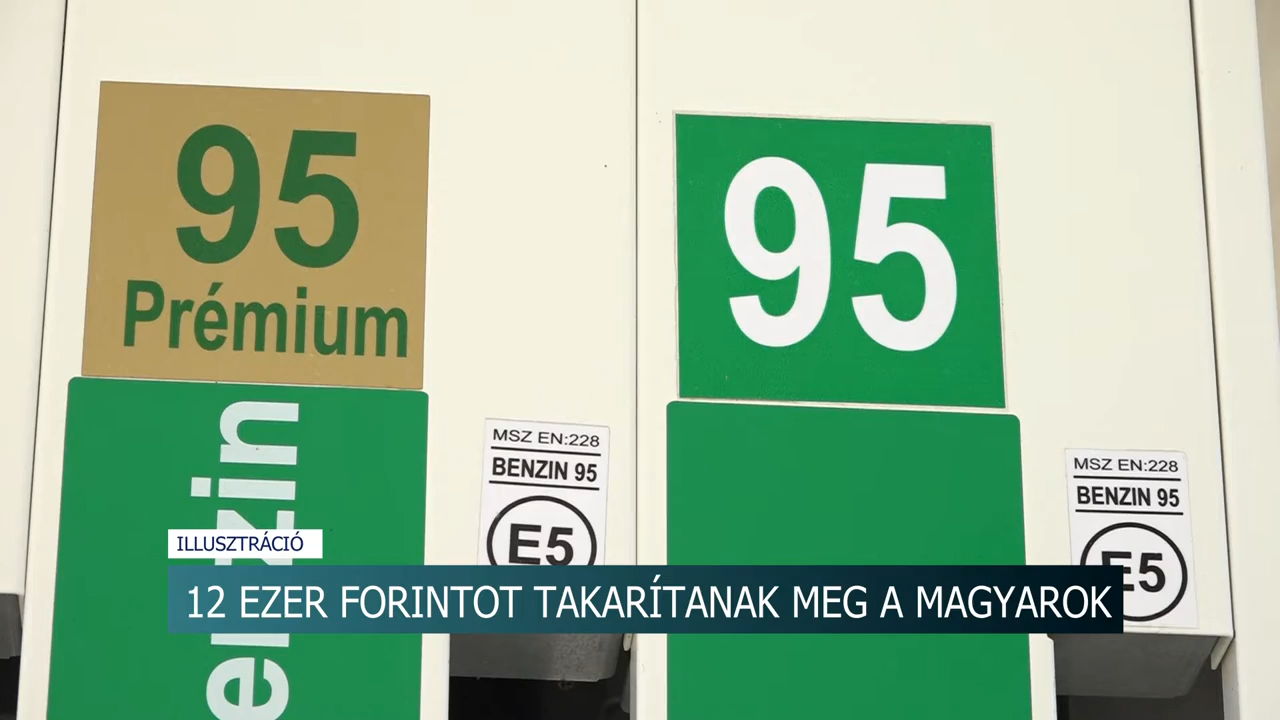 95
Prémium
95
enzin
MSZ EN:228
BENZIN 95
E5
MSZ EN:228
BENZIN 95
E5
ILLUSZTRÁCIÓ
12 EZER FORINTOT TAKARÍTANAK MEG A MAGYAROK